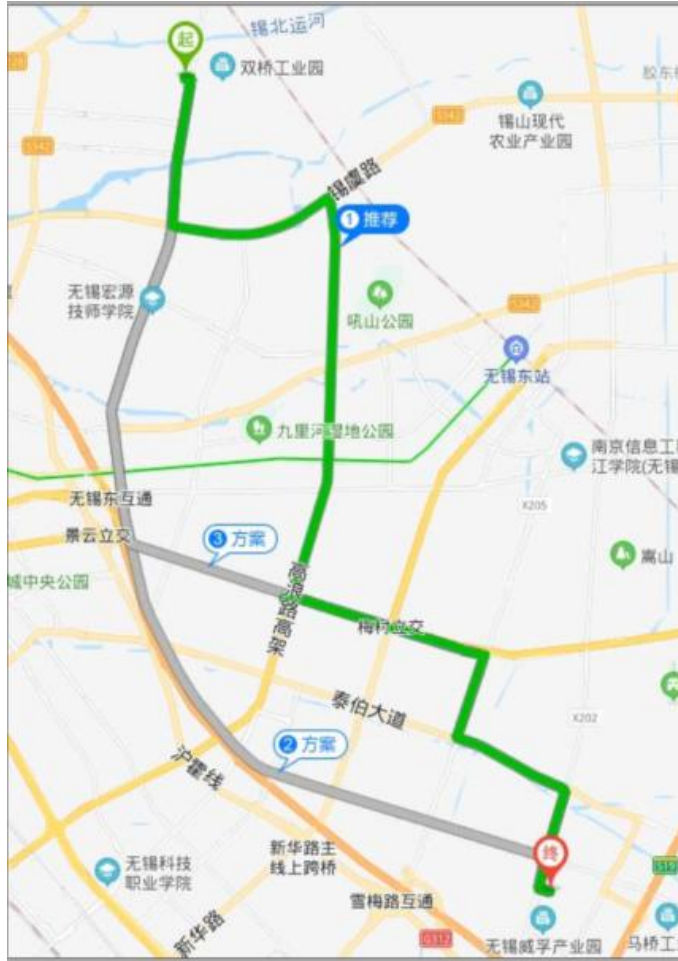 锡北运河
起
双桥工业园
胶东
S342
锡山现代
农业产业园
S342
锡虞路
1 推荐
无锡宏源
技师学院
吼山公园
S342
无锡东站
九里河湿地公园
南京信息工
江学院(无锡
无锡东互通
X205
景云立交
3 方案
嵩山
城中央公园
高浪路高架
梅村立交
泰伯大道
X202
2 方案
沪霍线
新华路主
线上跨桥
终
无锡科技
职业学院
S19
雪梅路互通
新华路
G312
无锡威孚产业园
马桥工